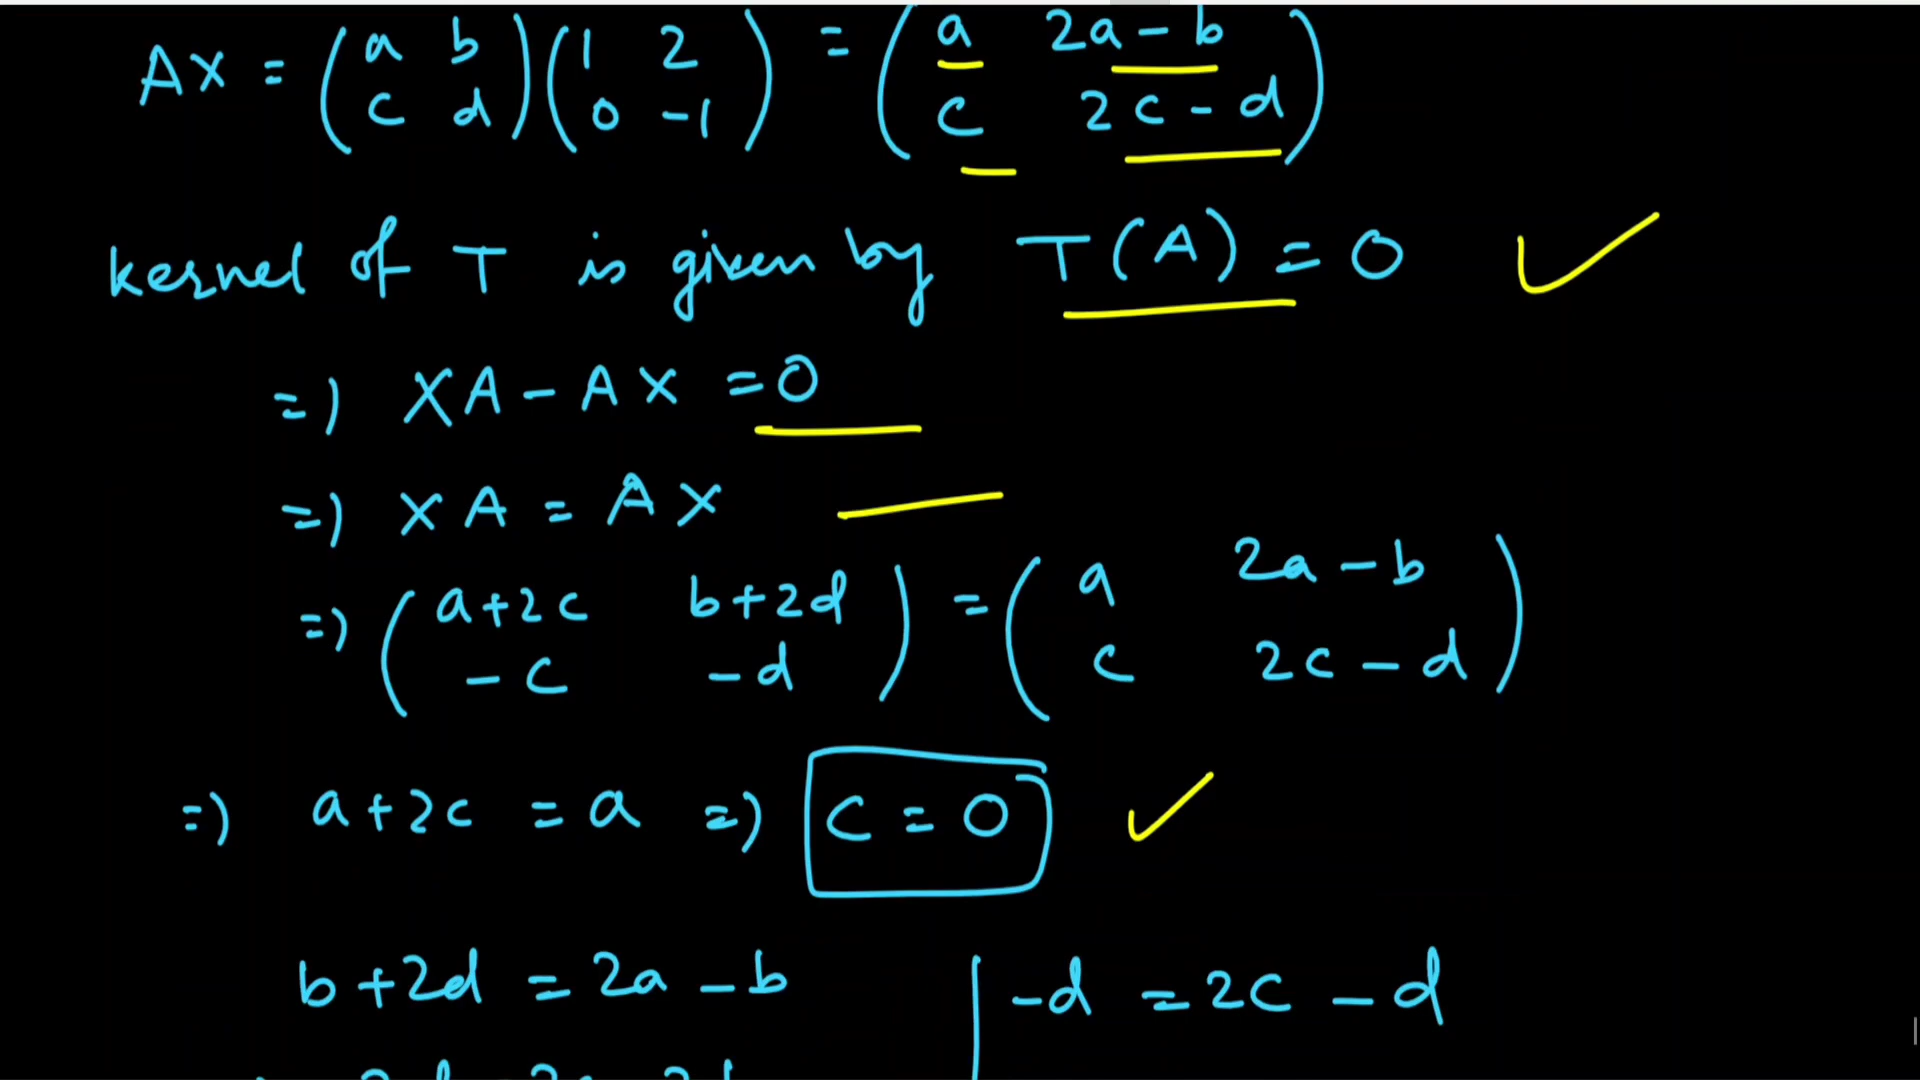 AX = (a b c d)(1 2 0 -1) = (a 2a-b c 2c-d)
kernel of T is given by T(A) = 0
=) XA - AX = 0
=) XA = AX
=) (a+2c b+2d -c -d) = (a 2a-b c 2c-d)
=) a+2c = a =) c = 0
b+2d = 2a-b | -d = 2c-d